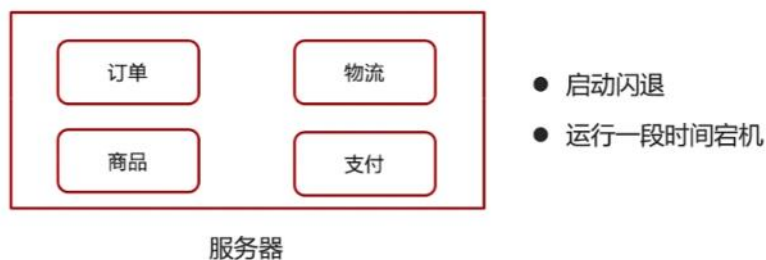 订单
物流
商品
支付
服务器
● 启动闪退
● 运行一段时间宕机